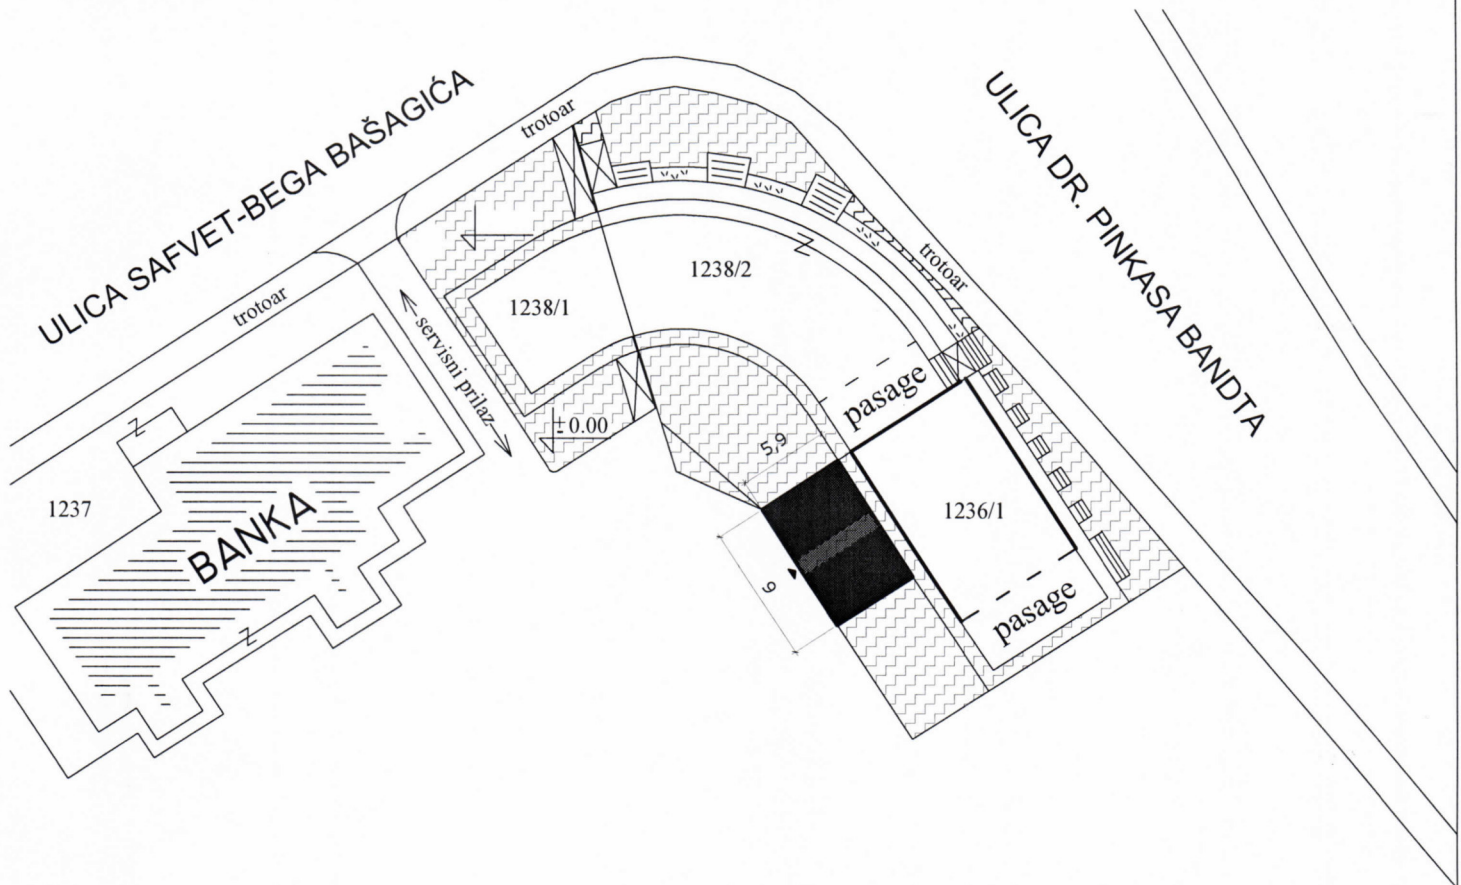 ULICA SAFVET-BEGA BAŠAGIĆA
ULICA DR. PINKASA BANDTA
trotoar
trotoar
trotoar
servisni prilaz
1238/1
1238/2
± 0.00
pasage
5,9
9
1236/1
pasage
1237
BANKA
Z
Z
Z